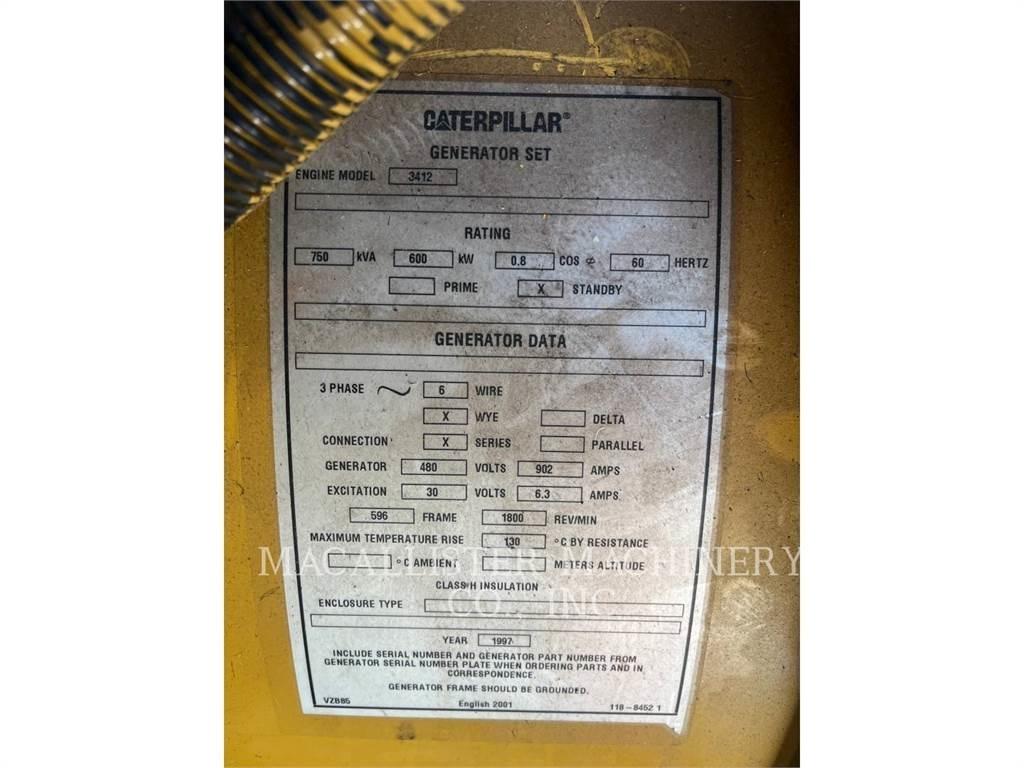 CATERPILLAR®
GENERATOR SET
ENGINE MODEL 3412
RATING
750 kVA 600 kW 0.8 COS ⌀ 60 HERTZ
PRIME X STANDBY
GENERATOR DATA
3 PHASE 6 WIRE
X WYE DELTA
CONNECTION X SERIES PARALLEL
GENERATOR 480 VOLTS 902 AMPS
EXCITATION 30 VOLTS 6.3 AMPS
596 FRAME 1800 REV/MIN
MAXIMUM TEMPERATURE RISE 130 °C BY RESISTANCE
°C AMBIENT METERS ALTITUDE
MACALLISTER MACHINERY
CO., INC.
CLASS H INSULATION
ENCLOSURE TYPE
YEAR 1997
INCLUDE SERIAL NUMBER AND GENERATOR PART NUMBER FROM
GENERATOR SERIAL NUMBER PLATE WHEN ORDERING PARTS AND IN
CORRESPONDENCE.
GENERATOR FRAME SHOULD BE GROUNDED.
VZB85 English 2001 118-8452 1